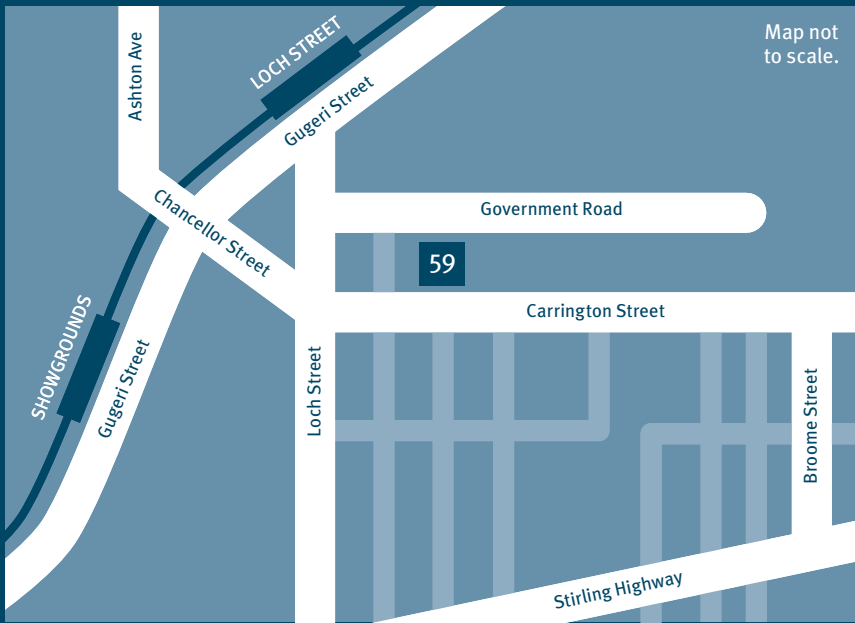 Map not
to scale.
Ashton Ave
LOCH STREET
Gugeri Street
Chancellor Street
Government Road
59
Carrington Street
SHOWGROUNDS
Gugeri Street
Loch Street
Broome Street
Stirling Highway